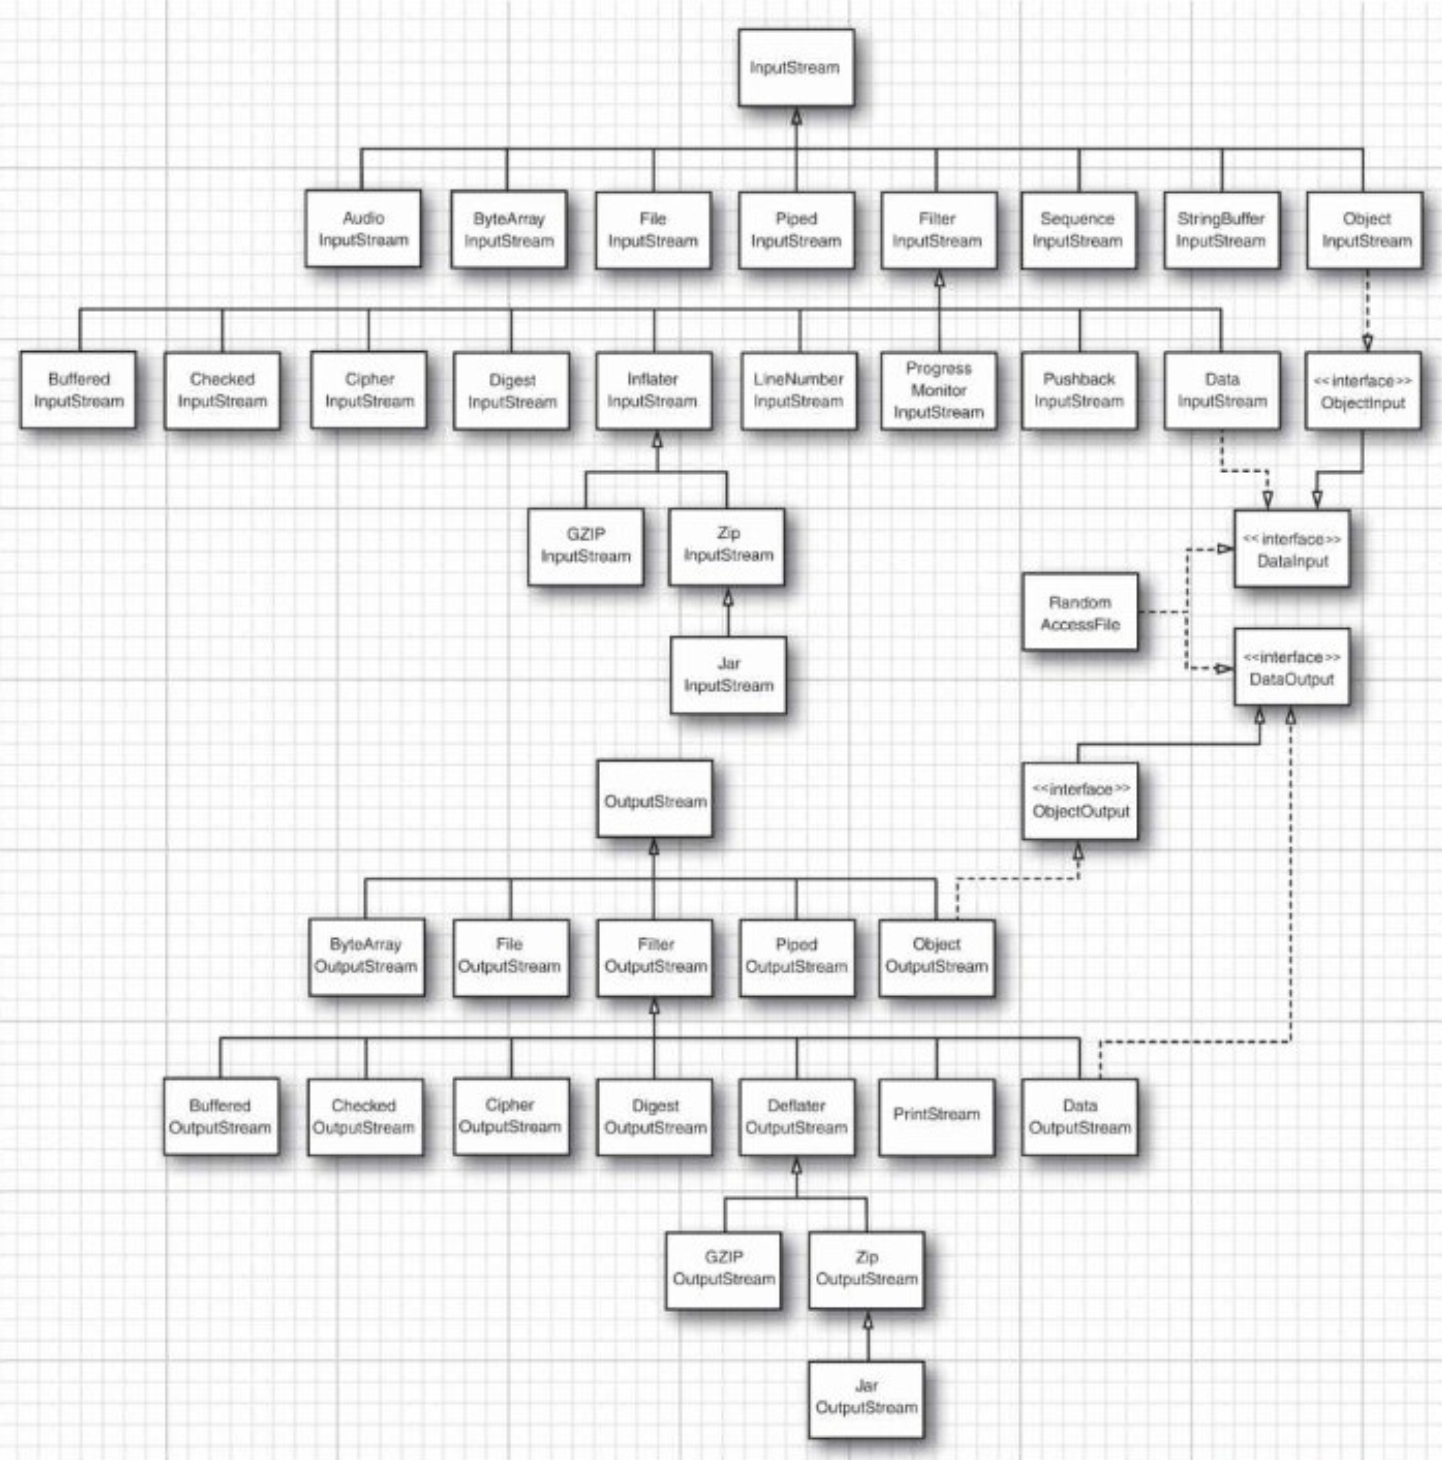 InputStream
Audio
InputStream
ByteArray
InputStream
File
InputStream
Piped
InputStream
Filter
InputStream
Sequence
InputStream
StringBuffer
InputStream
Object
InputStream
Buffered
InputStream
Checked
InputStream
Cipher
InputStream
Digest
InputStream
Inflater
InputStream
LineNumber
InputStream
Progress
Monitor
InputStream
Pushback
InputStream
Data
InputStream
<<interface>>
ObjectInput
GZIP
InputStream
Zip
InputStream
<<interface>>
DataInput
Random
AccessFile
Jar
InputStream
<<interface>>
DataOutput
OutputStream
<<interface>>
ObjectOutput
ByteArray
OutputStream
File
OutputStream
Filter
OutputStream
Piped
OutputStream
Object
OutputStream
Buffered
OutputStream
Checked
OutputStream
Cipher
OutputStream
Digest
OutputStream
Deflater
OutputStream
PrintStream
Data
OutputStream
GZIP
OutputStream
Zip
OutputStream
Jar
OutputStream